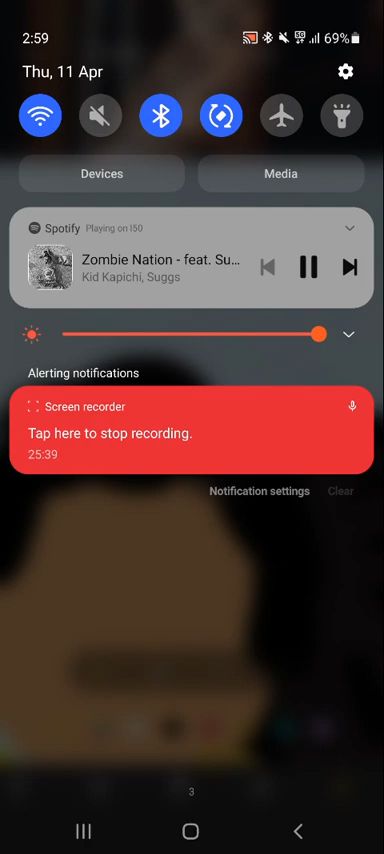 2:59
5G
69%
Thu, 11 Apr
Devices
Media
Spotify Playing on I50
Zombie Nation - feat. Su...
Kid Kapichi, Suggs
Alerting notifications
Screen recorder
Tap here to stop recording.
25:39
Notification settings Clear
3